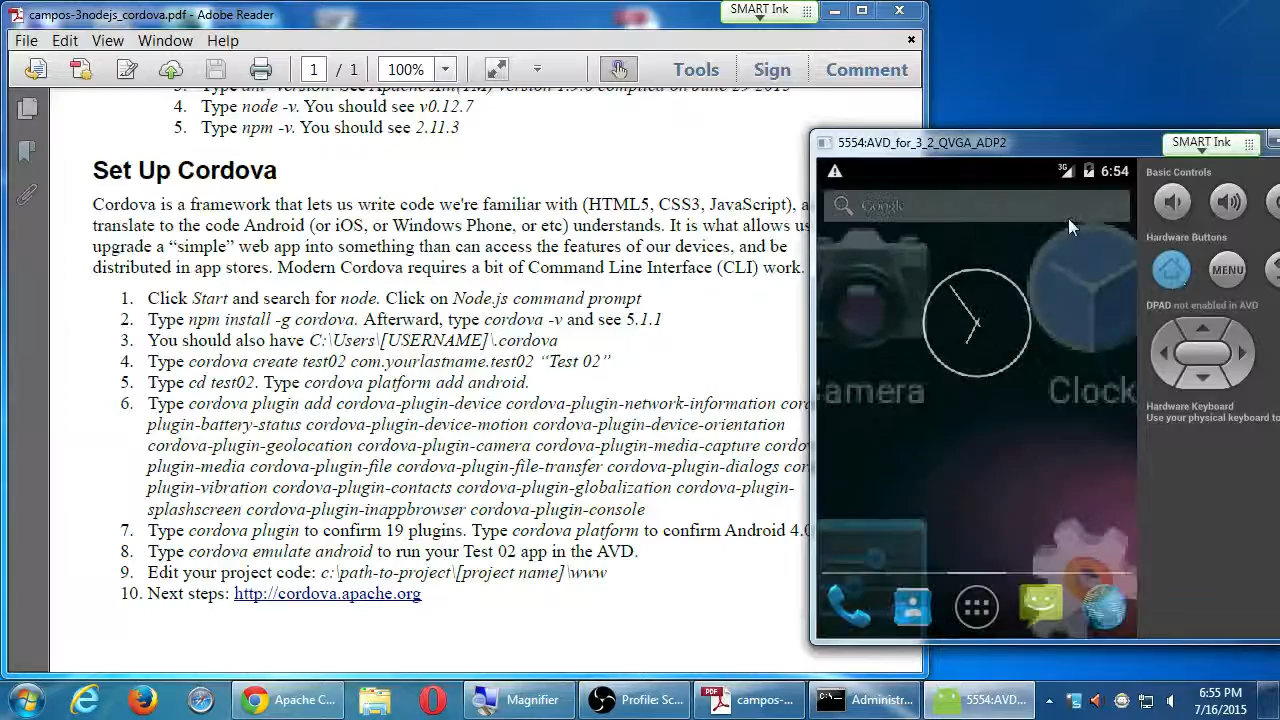 campos-3nodejs_cordova.pdf - Adobe Reader
SMART Ink
File Edit View Window Help
1 / 1 100% Tools Sign Comment
4. Type node -v. You should see v0.12.7
5. Type npm -v. You should see 2.11.3
Set Up Cordova
Cordova is a framework that lets us write code we're familiar with (HTML5, CSS3, JavaScript), a
translate to the code Android (or iOS, or Windows Phone, or etc) understands. It is what allows us
upgrade a “simple” web app into something than can access the features of our devices, and be
distributed in app stores. Modern Cordova requires a bit of Command Line Interface (CLI) work.
1. Click Start and search for node. Click on Node.js command prompt
2. Type npm install -g cordova. Afterward, type cordova -v and see 5.1.1
3. You should also have C:\Users\[USERNAME]\.cordova
4. Type cordova create test02 com.yourlastname.test02 “Test 02”
5. Type cd test02. Type cordova platform add android.
6. Type cordova plugin add cordova-plugin-device cordova-plugin-network-information cord
plugin-battery-status cordova-plugin-device-motion cordova-plugin-device-orientation
cordova-plugin-geolocation cordova-plugin-camera cordova-plugin-media-capture cordov
plugin-media cordova-plugin-file cordova-plugin-file-transfer cordova-plugin-dialogs cor
plugin-vibration cordova-plugin-contacts cordova-plugin-globalization cordova-plugin-
splashscreen cordova-plugin-inappbrowser cordova-plugin-console
7. Type cordova plugin to confirm 19 plugins. Type cordova platform to confirm Android 4.0
8. Type cordova emulate android to run your Test 02 app in the AVD.
9. Edit your project code: c:\path-to-project\[project name]\www
10. Next steps: http://cordova.apache.org
5554:AVD_for_3_2_QVGA_ADP2
SMART Ink
3G 6:54
Google
Camera
Clock
Basic Controls
Hardware Buttons
MENU
DPAD not enabled in AVD
Hardware Keyboard
Use your physical keyboard to
Apache C...
Magnifier
Profile: Sc...
campos-...
Administr...
5554:AVD...
6:55 PM
7/16/2015